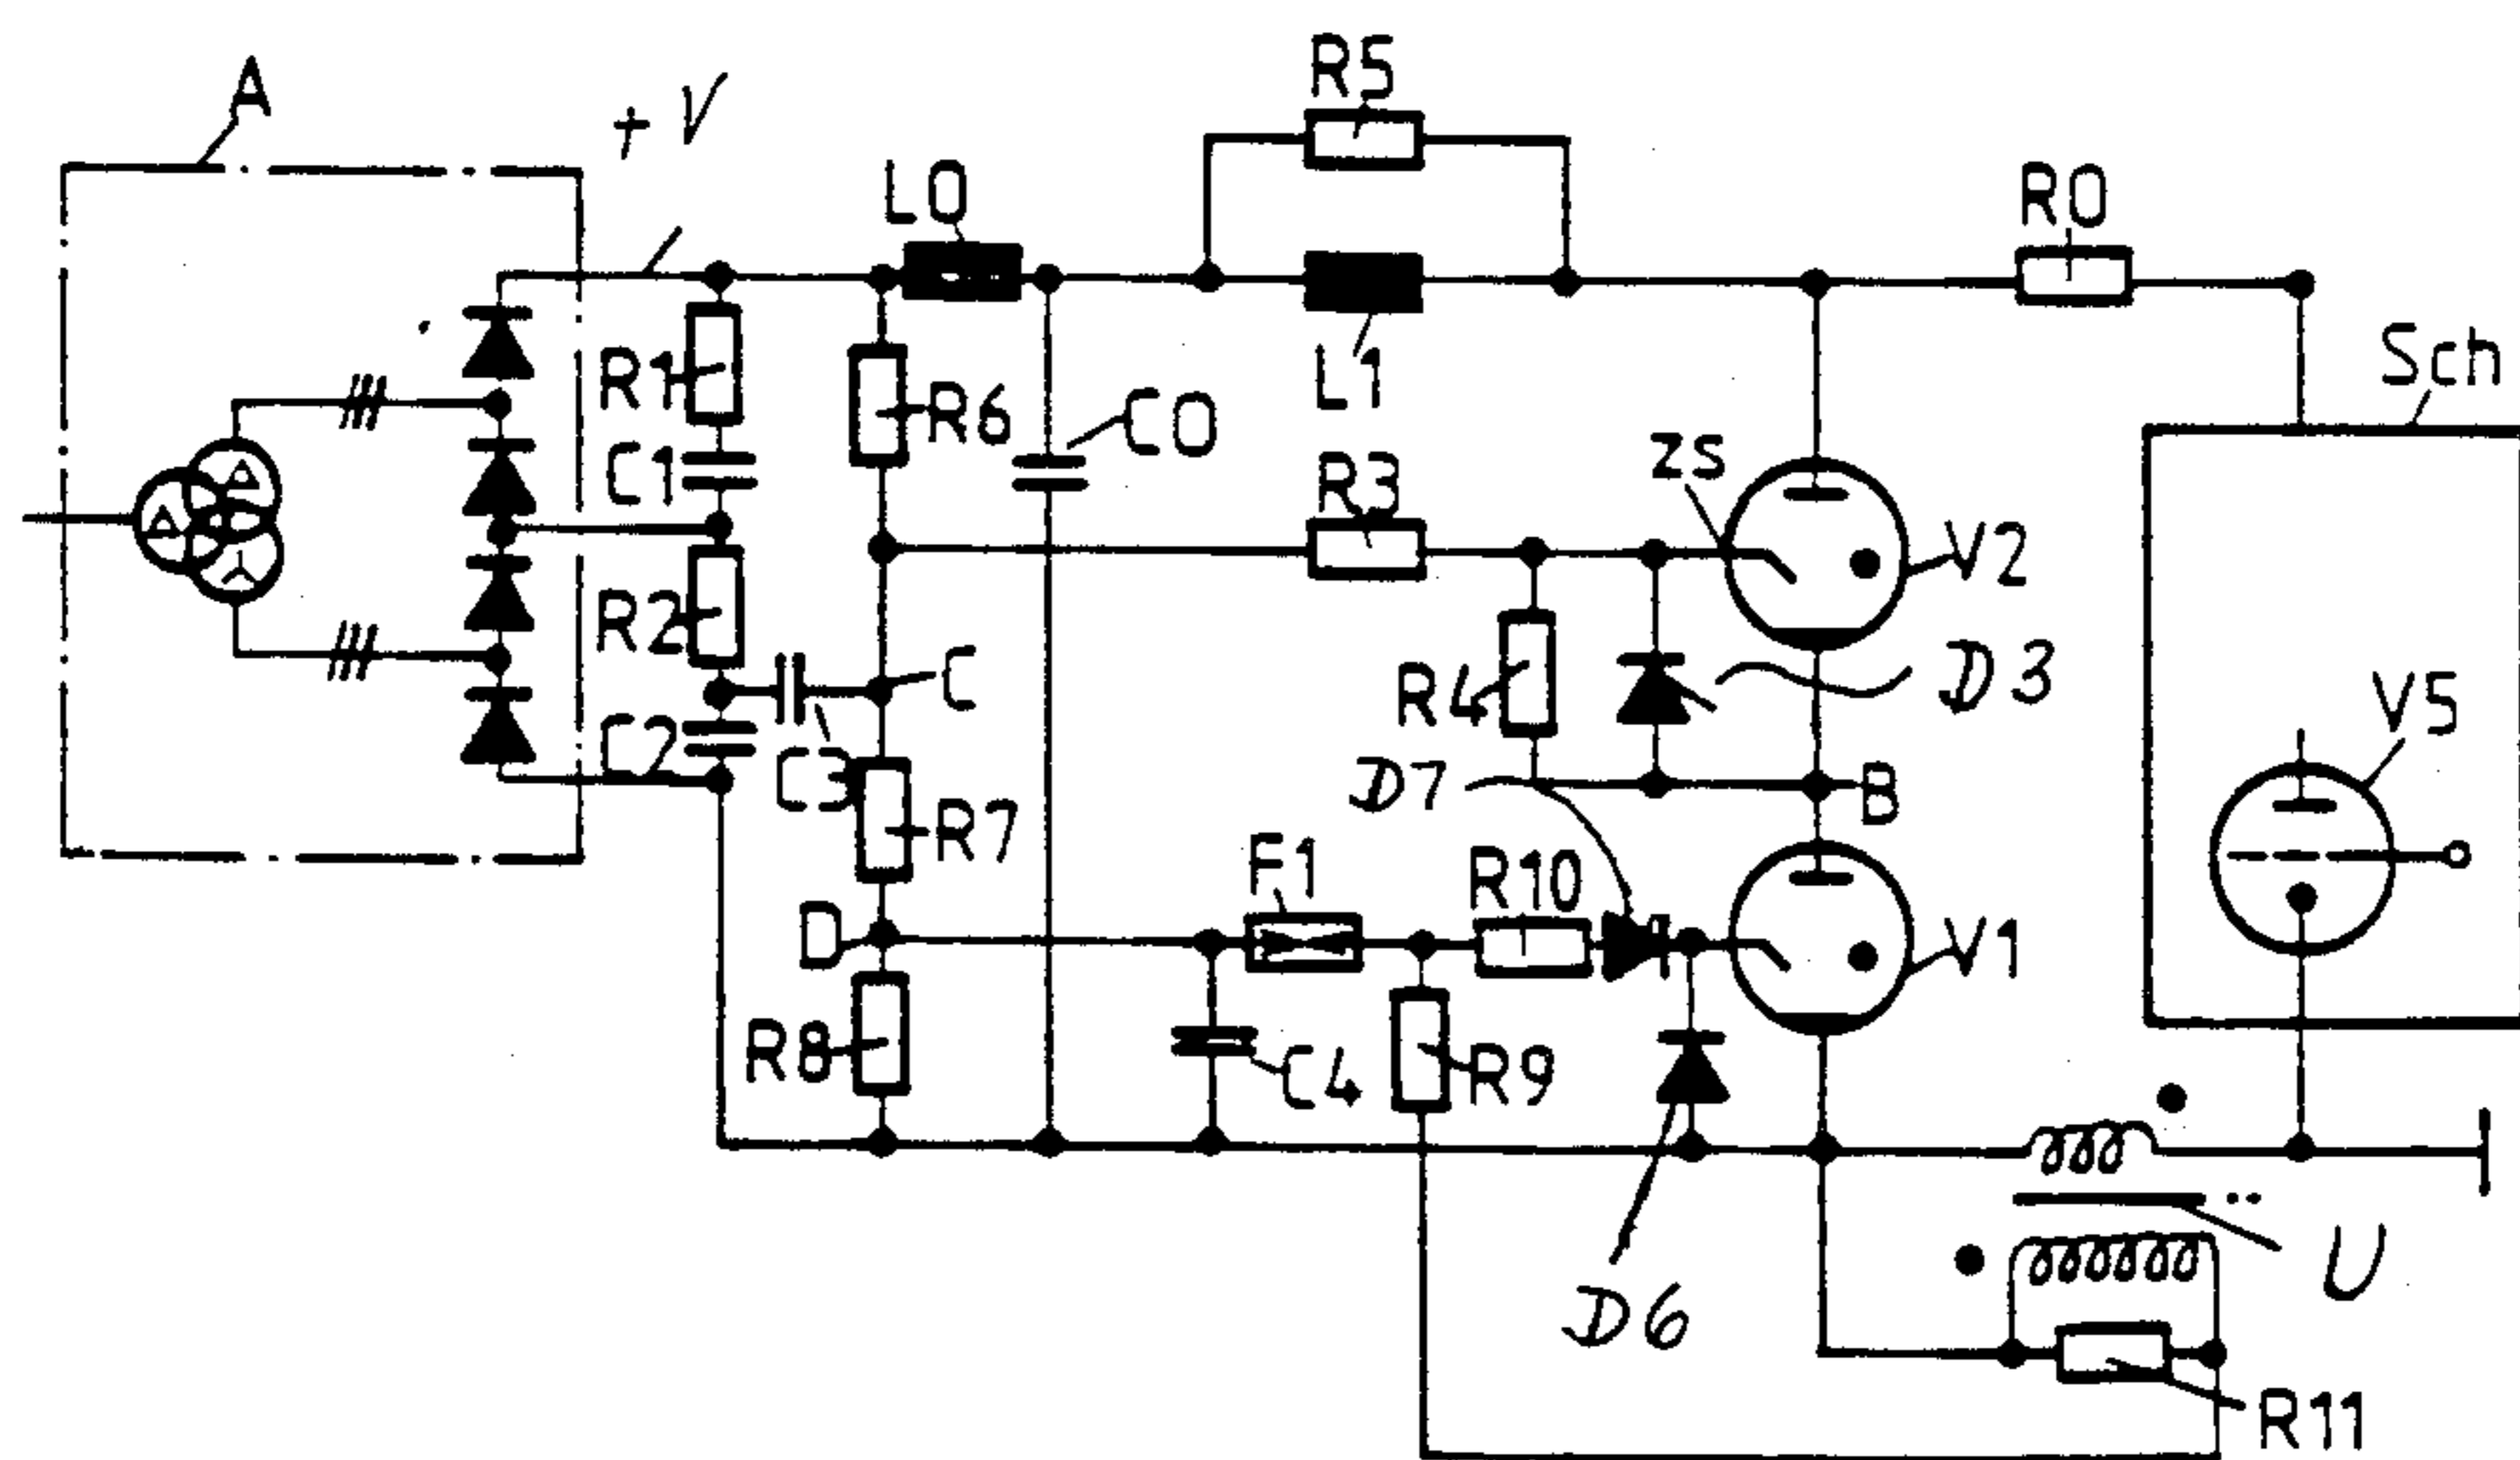 R5
A
+ V
L0
R0
Sch
R1
R6
C0
L1
zs
C1
R3
V2
R2
C
R4
D3
V5
C2
C3
D7
B
R7
F1
R10
D
V1
R8
C4
R9
U
D6
R11